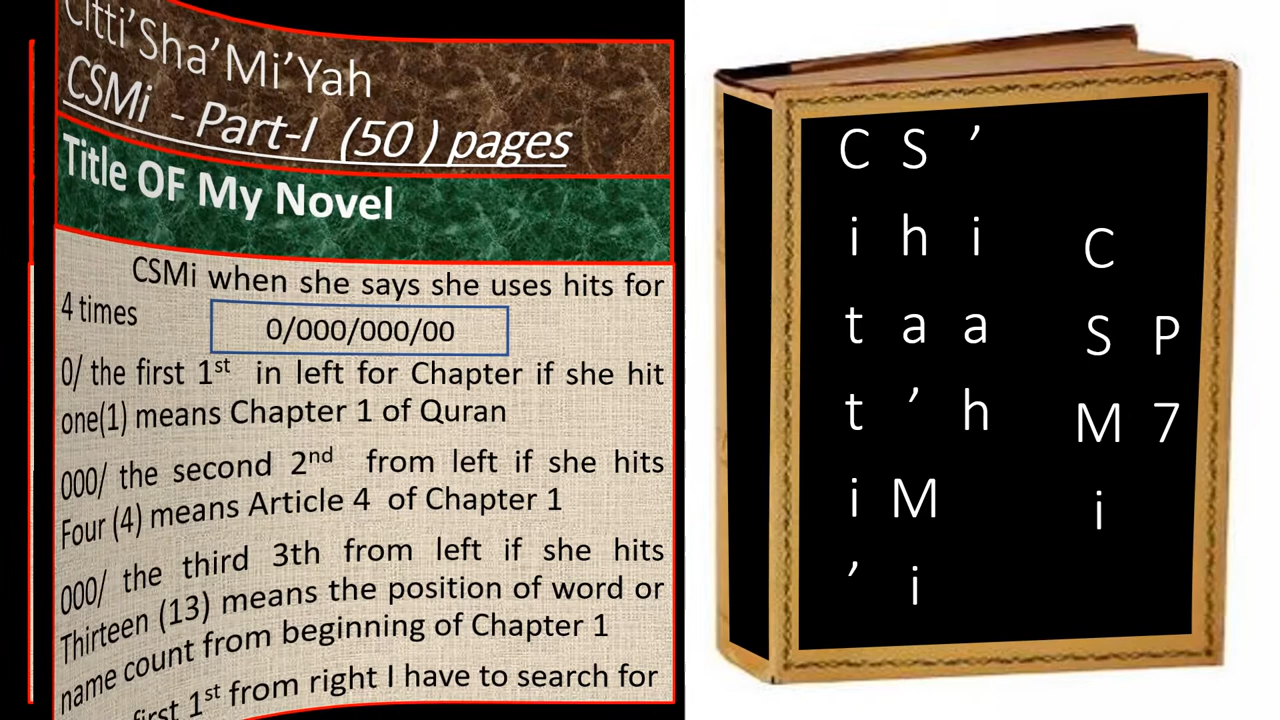 Citti’Sha’Mi’Yah
CSMi - Part-I (50 ) pages
Title OF My Novel
CSMi when she says she uses hits for
4 times
0/000/000/00
0/ the first 1st in left for Chapter if she hit
one(1) means Chapter 1 of Quran
000/ the second 2nd from left if she hits
Four (4) means Article 4 of Chapter 1
000/ the third 3th from left if she hits
Thirteen (13) means the position of word or
name count from beginning of Chapter 1
first 1st from right I have to search for
C S ’
i h i
t a a
t ’ h
i M
’ i
C
S P
M 7
i